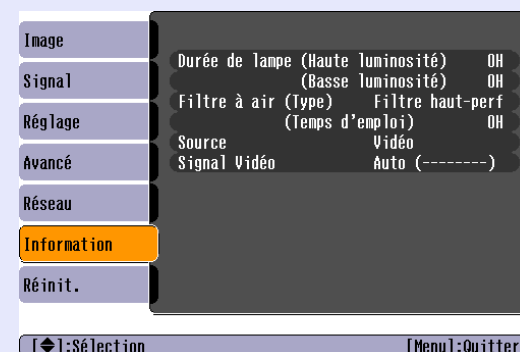 Image
Signal
Réglage
Avancé
Réseau
Information
Réinit.
Durée de lampe (Haute luminosité) 0H
(Basse luminosité) 0H
Filtre à air (Type) Filtre haut-perf
(Temps d'emploi) 0H
Source Vidéo
Signal Vidéo Auto (--------)
[◆]:Sélection [Menu]:Quitter